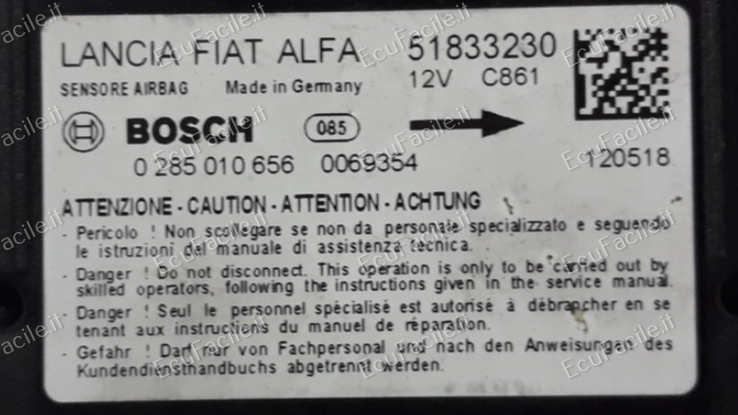 LANCIA FIAT ALFA 51833230
SENSORE AIRBAG Made in Germany 12V C861
BOSCH 085
0 285 010 656 0069354 120518
ATTENZIONE - CAUTION - ATTENTION - ACHTUNG
- Pericolo ! Non scollegare se non da personale specializzato e seguendo
le istruzioni del manuale di assistenza tecnica.
- Danger ! Do not disconnect. This operation is only to be carried out by
skilled operators, following the instructions given in the service manual.
- Danger ! Seul le personnel spécialisé est autorisé à débrancher en se
tenant aux instructions du manuel de réparation.
- Gefahr ! Darf nur von Fachpersonal und nach den Anweisungen des
Kundendiensthandbuchs abgetrennt werden.
EcuFacile.it